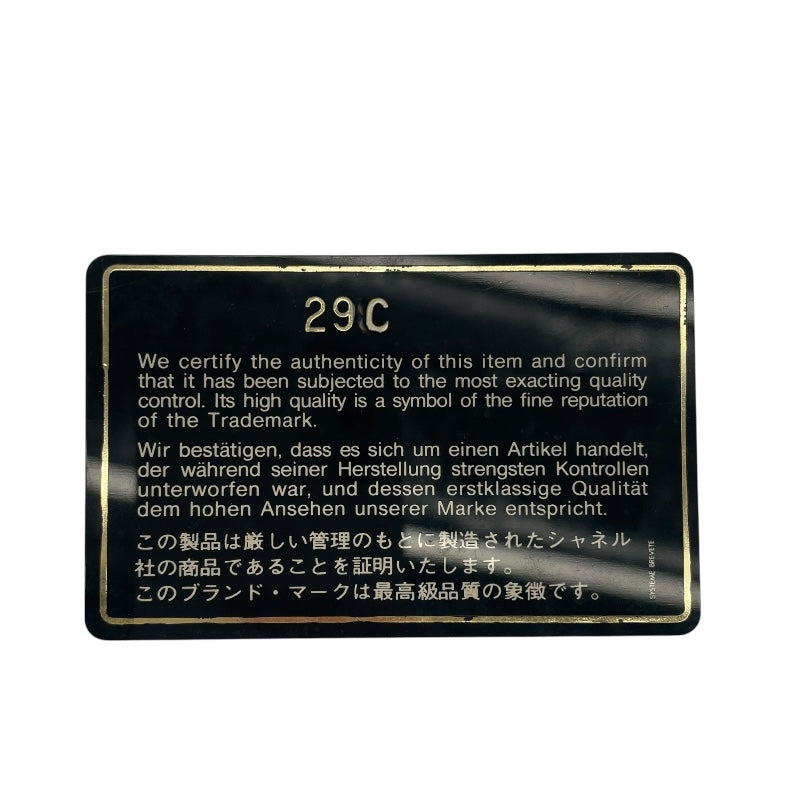 29 C
We certify the authenticity of this item and confirm
that it has been subjected to the most exacting quality
control. Its high quality is a symbol of the fine reputation
of the Trademark.
Wir bestätigen, dass es sich um einen Artikel handelt,
der während seiner Herstellung strengsten Kontrollen
unterworfen war, und dessen erstklassige Qualität
dem hohen Ansehen unserer Marke entspricht.
この製品は厳しい管理のもとに製造されたシャネル
社の商品であることを証明いたします。
このブランド・マークは最高級品質の象徴です。
SYSTEME BREVETE